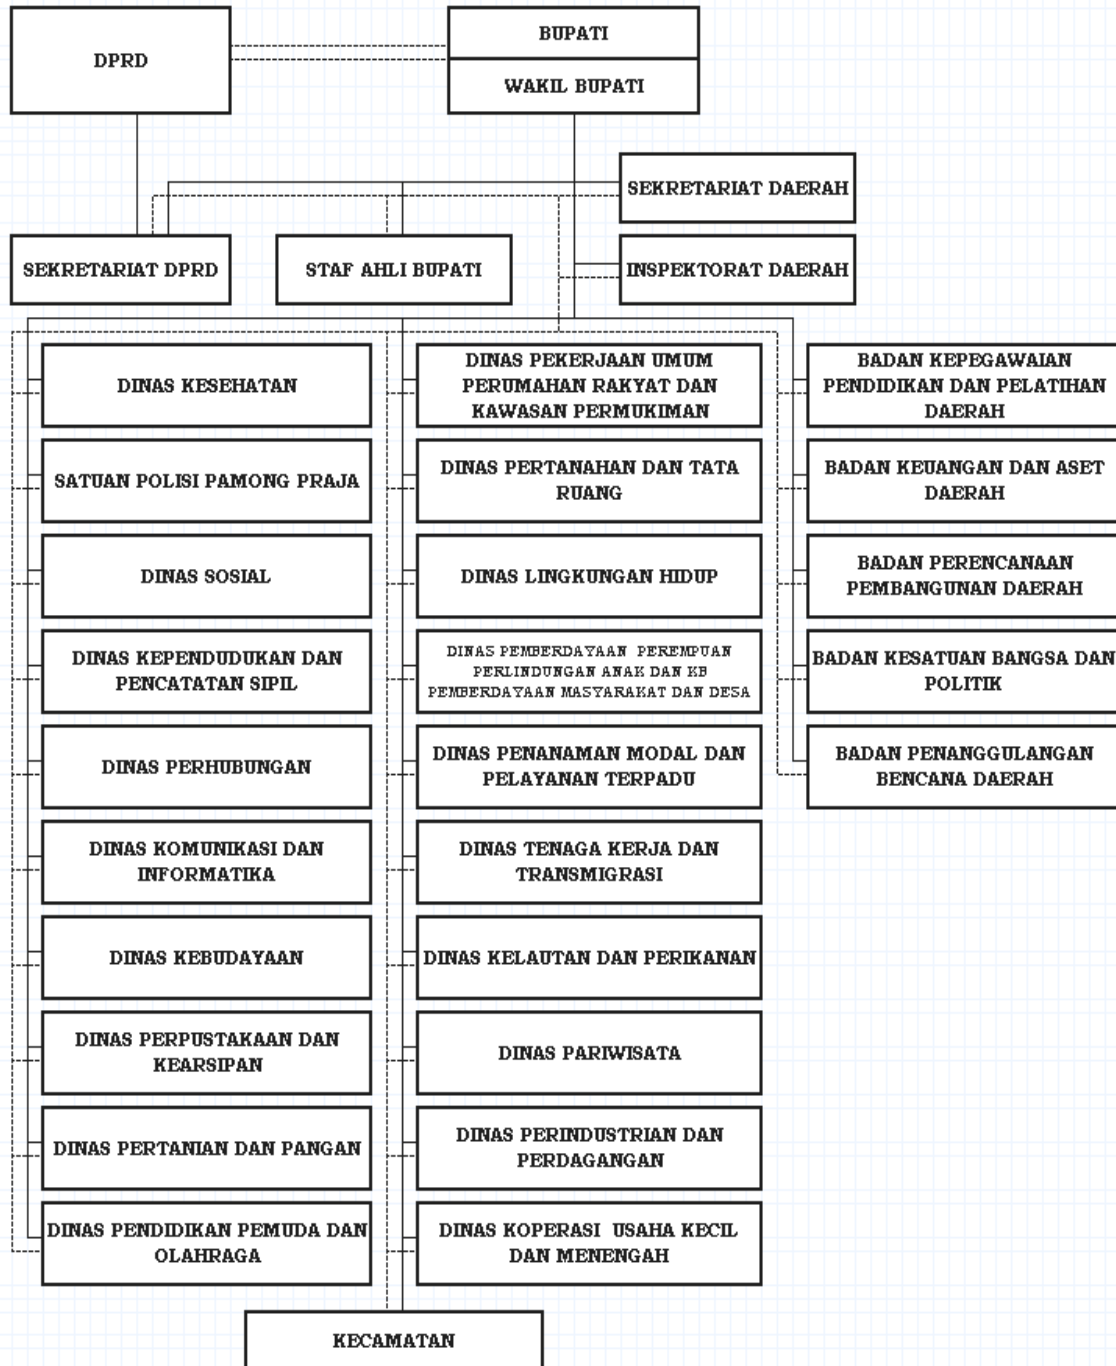 DPRD
BUPATI
WAKIL BUPATI
SEKRETARIAT DAERAH
SEKRETARIAT DPRD
STAF AHLI BUPATI
INSPEKTORAT DAERAH
DINAS KESEHATAN
SATUAN POLISI PAMONG PRAJA
DINAS SOSIAL
DINAS KEPENDUDUKAN DAN
PENCATATAN SIPIL
DINAS PERHUBUNGAN
DINAS KOMUNIKASI DAN
INFORMATIKA
DINAS KEBUDAYAAN
DINAS PERPUSTAKAAN DAN
KEARSIPAN
DINAS PERTANIAN DAN PANGAN
DINAS PENDIDIKAN PEMUDA DAN
OLAHRAGA
DINAS PEKERJAAN UMUM
PERUMAHAN RAKYAT DAN
KAWASAN PERMUKIMAN
DINAS PERTANAHAN DAN TATA
RUANG
DINAS LINGKUNGAN HIDUP
DINAS PEMBERDAYAAN PEREMPUAN
PERLINDUNGAN ANAK DAN KB
PEMBERDAYAAN MASYARAKAT DAN DESA
DINAS PENANAMAN MODAL DAN
PELAYANAN TERPADU
DINAS TENAGA KERJA DAN
TRANSMIGRASI
DINAS KELAUTAN DAN PERIKANAN
DINAS PARIWISATA
DINAS PERINDUSTRIAN DAN
PERDAGANGAN
DINAS KOPERASI USAHA KECIL
DAN MENENGAH
BADAN KEPEGAWAIAN
PENDIDIKAN DAN PELATIHAN
DAERAH
BADAN KEUANGAN DAN ASET
DAERAH
BADAN PERENCANAAN
PEMBANGUNAN DAERAH
BADAN KESATUAN BANGSA DAN
POLITIK
BADAN PENANGGULANGAN
BENCANA DAERAH
KECAMATAN